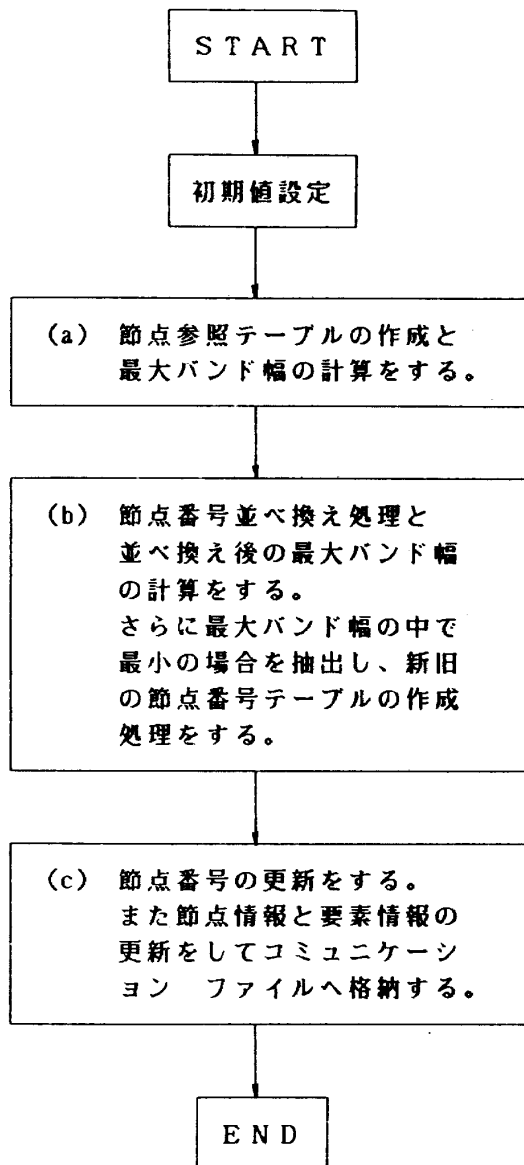 START
初期値設定
(a) 節点参照テーブルの作成と
最大バンド幅の計算をする。
(b) 節点番号並べ換え処理と
並べ換え後の最大バンド幅
の計算をする。
さらに最大バンド幅の中で
最小の場合を抽出し、新旧
の節点番号テーブルの作成
処理をする。
(c) 節点番号の更新をする。
また節点情報と要素情報の
更新をしてコミュニケーシ
ョン ファイルへ格納する。
END